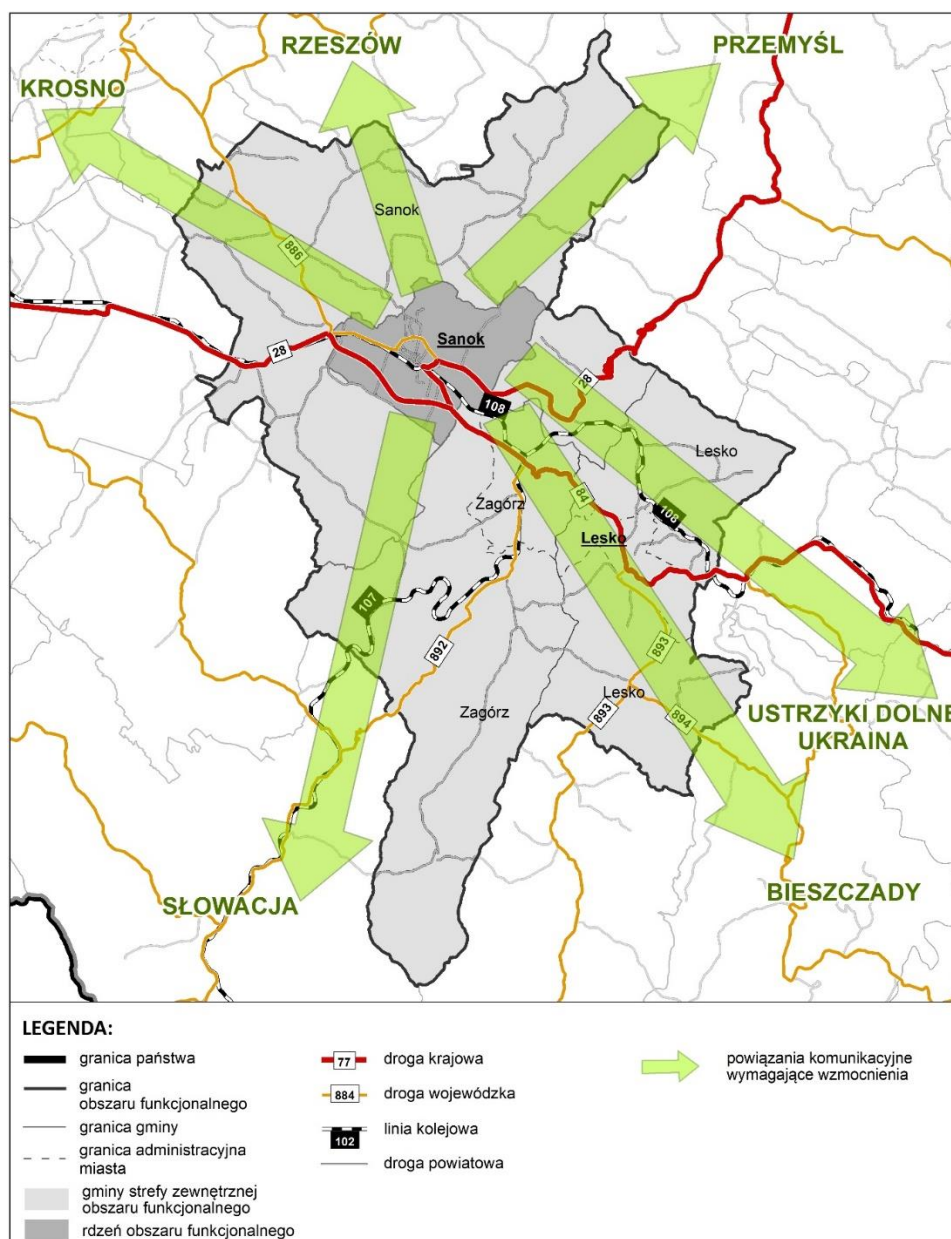 RZESZÓW
PRZEMYŚL
KROSNO
Sanok
886
Sanok
28
28
108
Lesko
Zagórz
84
108
Lesko
107
892
893
Lesko
Zagórz
893
894
USTRZYKI DOLNE
UKRAINA
SŁOWACJA
BIESZCZADY
LEGENDA:
granica państwa
granica
obszaru funkcjonalnego
granica gminy
granica administracyjna
miasta
gminy strefy zewnętrznej
obszaru funkcjonalnego
rdzeń obszaru funkcjonalnego
77 droga krajowa
884 droga wojewódzka
linia kolejowa
102
droga powiatowa
powiązania komunikacyjne
wymagające wzmocnienia